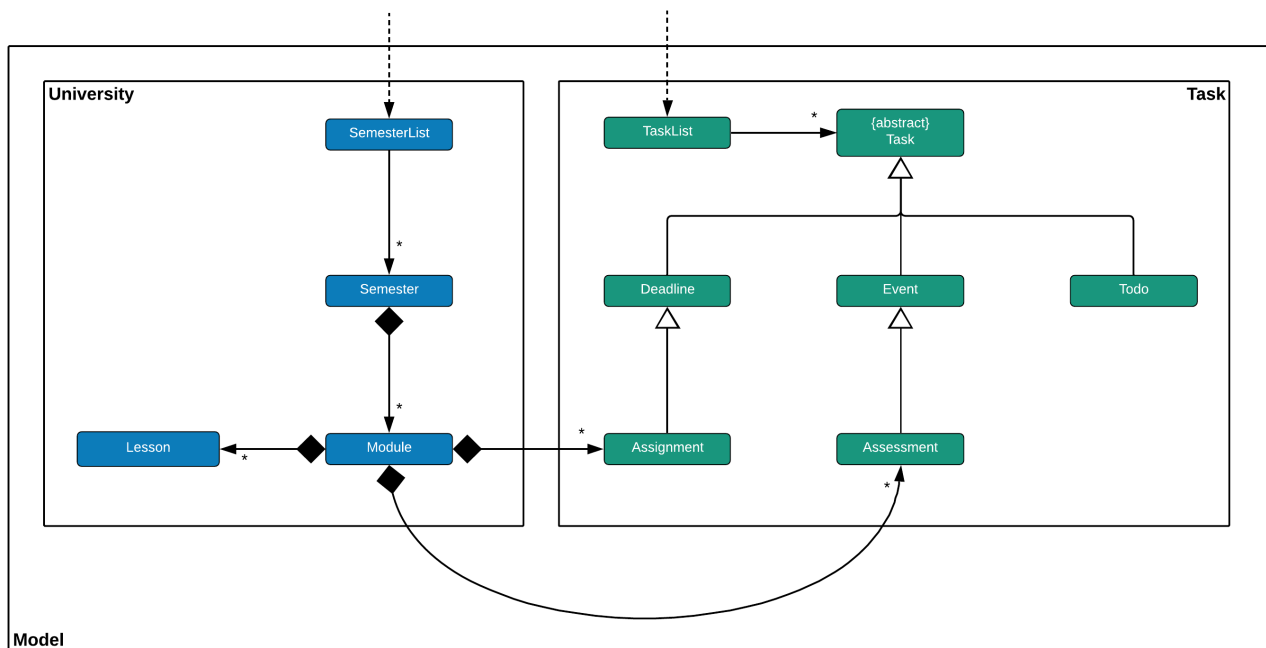 University
Task
SemesterList
TaskList
*
{abstract}
Task
*
Semester
Deadline
Event
Todo
*
Lesson
*
Module
*
Assignment
Assessment
*
Model